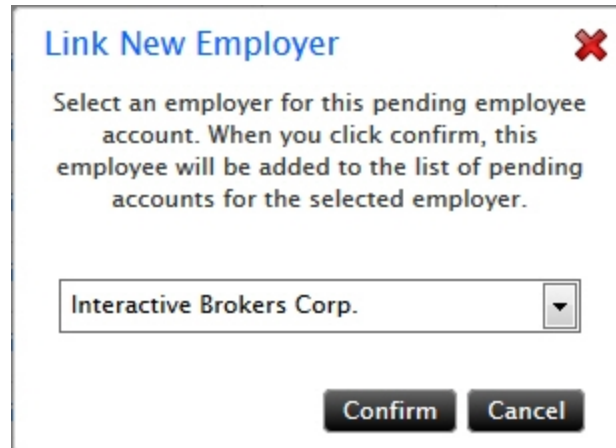 Link New Employer
Select an employer for this pending employee
account. When you click confirm, this
employee will be added to the list of pending
accounts for the selected employer.
Interactive Brokers Corp.
Confirm Cancel